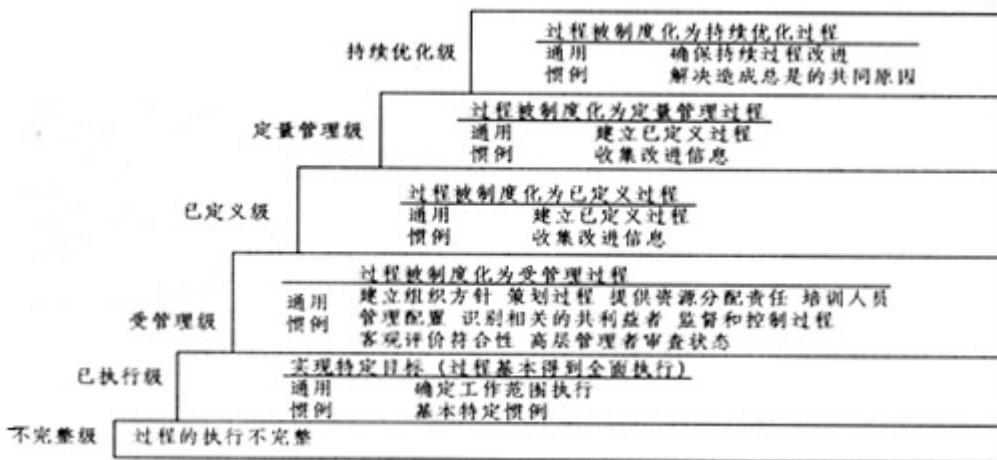 持续优化级
过程被制度化为持续优化过程
通用 确保持续过程改进
惯例 解决造成总是的共同原因
定量管理级
过程被制度化为定量管理过程
通用 建立已定义过程
惯例 收集改进信息
已定义级
过程被制度化为已定义过程
通用 建立已定义过程
惯例 收集改进信息
受管理级
过程被制度化为受管理过程
通用 建立组织方针 策划过程 提供资源分配责任 培训人员
惯例 管理配置 识别相关的共利益者 监督和控制过程
客观评价符合性 高层管理者审查状态
已执行级
实现特定目标(过程基本得到全面执行)
通用 确定工作范围执行
惯例 基本特定惯例
不完整级 过程的执行不完整